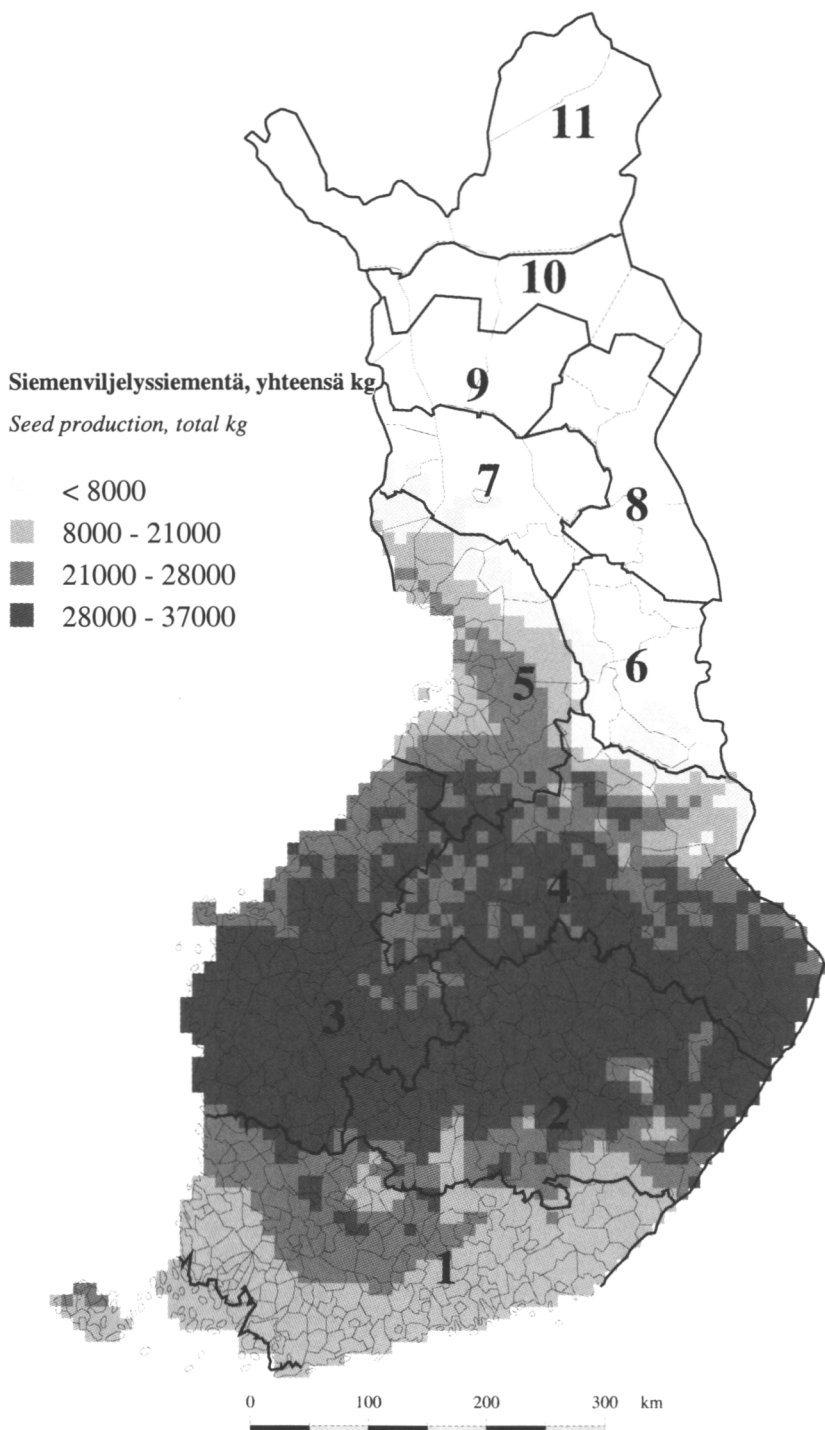 11
10
Siemenviljelyssiementä, yhteensä kg
9
Seed production, total kg
7
8
< 8000
8000 - 21000
21000 - 28000
28000 - 37000
6
5
4
3
2
1
0 100 200 300 km